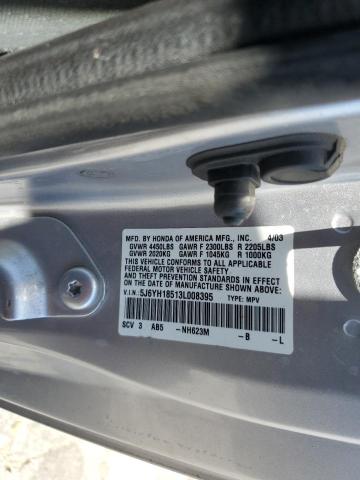 MFD. BY HONDA OF AMERICA MFG., INC. 4/03
GVWR 4450LBS GAWR F 2300LBS R 2205LBS
GVWR 2020KG GAWR F 1045KG R 1000KG
THIS VEHICLE CONFORMS TO ALL APPLICABLE
FEDERAL MOTOR VEHICLE SAFETY AND
THEFT PREVENTION STANDARDS IN EFFECT ON
THE DATE OF MANUFACTURE SHOWN ABOVE.
V.I.N: 5J6YH18513L008395 TYPE: MPV
SCV 3 AB5 -NH623M -B -L